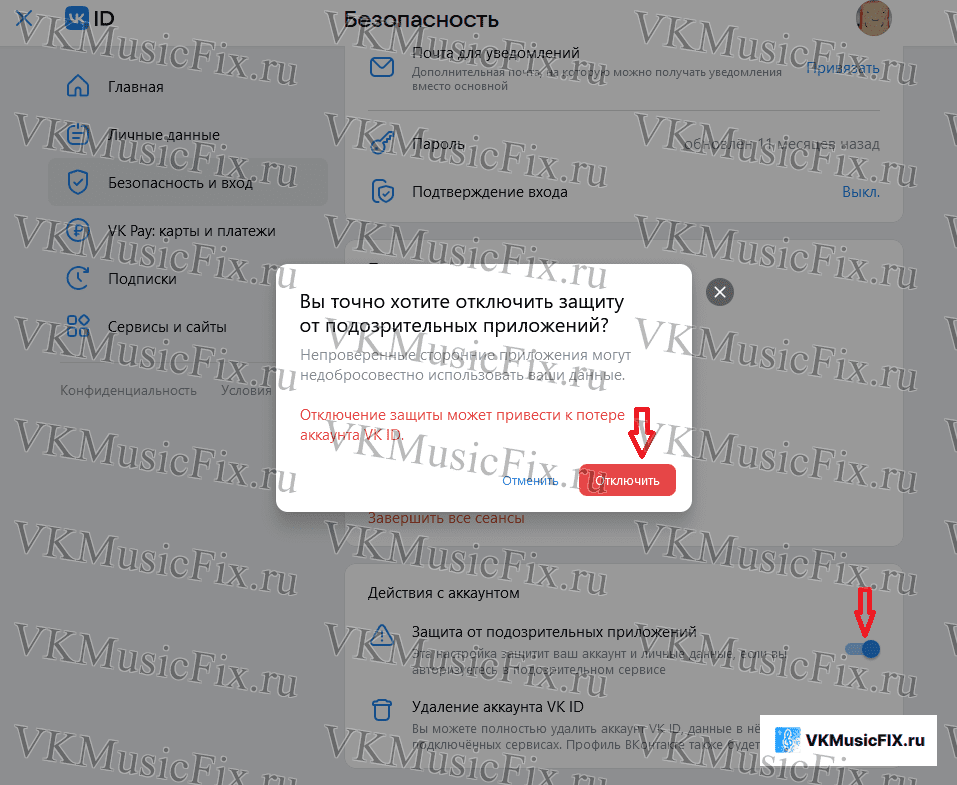 VK ID
Безопасность
Почта для уведомлений
Дополнительная почта, на которую можно получать уведомления
вместо основной
Привязать
Главная
Личные данные
Безопасность и вход
VK Pay: карты и платежи
Подписки
Сервисы и сайты
Конфиденциальность
Условия
Пароль
обновлён 11 месяцев назад
Подтверждение входа
Выкл.
Вы точно хотите отключить защиту
от подозрительных приложений?
Непроверенные сторонние приложения могут
недобросовестно использовать ваши данные.
Отключение защиты может привести к потере
аккаунта VK ID.
Отменить
Отключить
Завершить все сеансы
Действия с аккаунтом
Защита от подозрительных приложений
Эта настройка защитит ваш аккаунт и личные данные, если вы
авторизуетесь в подозрительном сервисе
Удаление аккаунта VK ID
Вы можете полностью удалить аккаунт VK ID, данные в нё
подключённых сервисах. Профиль ВКонтакте также будет
VKMusicFIX.ru
VKMusicFix.ru